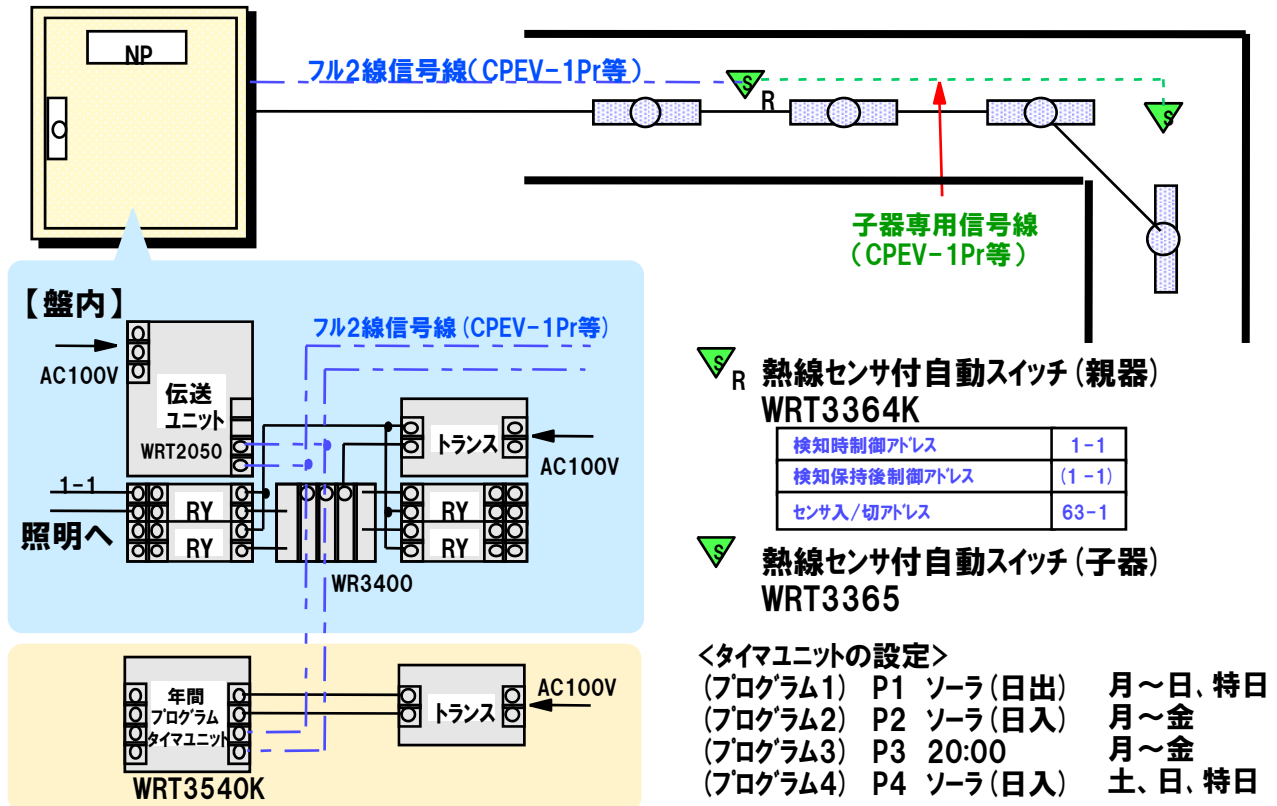 NP
フル2線信号線(CPEV-1Pr等)
S
R
S
子器専用信号線
(CPEV-1Pr等)
【盤内】
AC100V
伝送
ユニット
WRT2050
フル2線信号線(CPEV-1Pr等)
トランス
AC100V
1-1
照明へ
RY
RY
WR3400
RY
RY
年間
プログラム
タイマユニット
WRT3540K
トランス
AC100V
S
R
熱線センサ付自動スイッチ(親器)
WRT3364K
検知時制御アドレス 1-1
検知保持後制御アドレス (1-1)
センサ入/切アドレス 63-1
S
熱線センサ付自動スイッチ(子器)
WRT3365
<タイマユニットの設定>
(プログラム1) P1 ソーラ(日出) 月~日、特日
(プログラム2) P2 ソーラ(日入) 月~金
(プログラム3) P3 20:00 月~金
(プログラム4) P4 ソーラ(日入) 土、日、特日